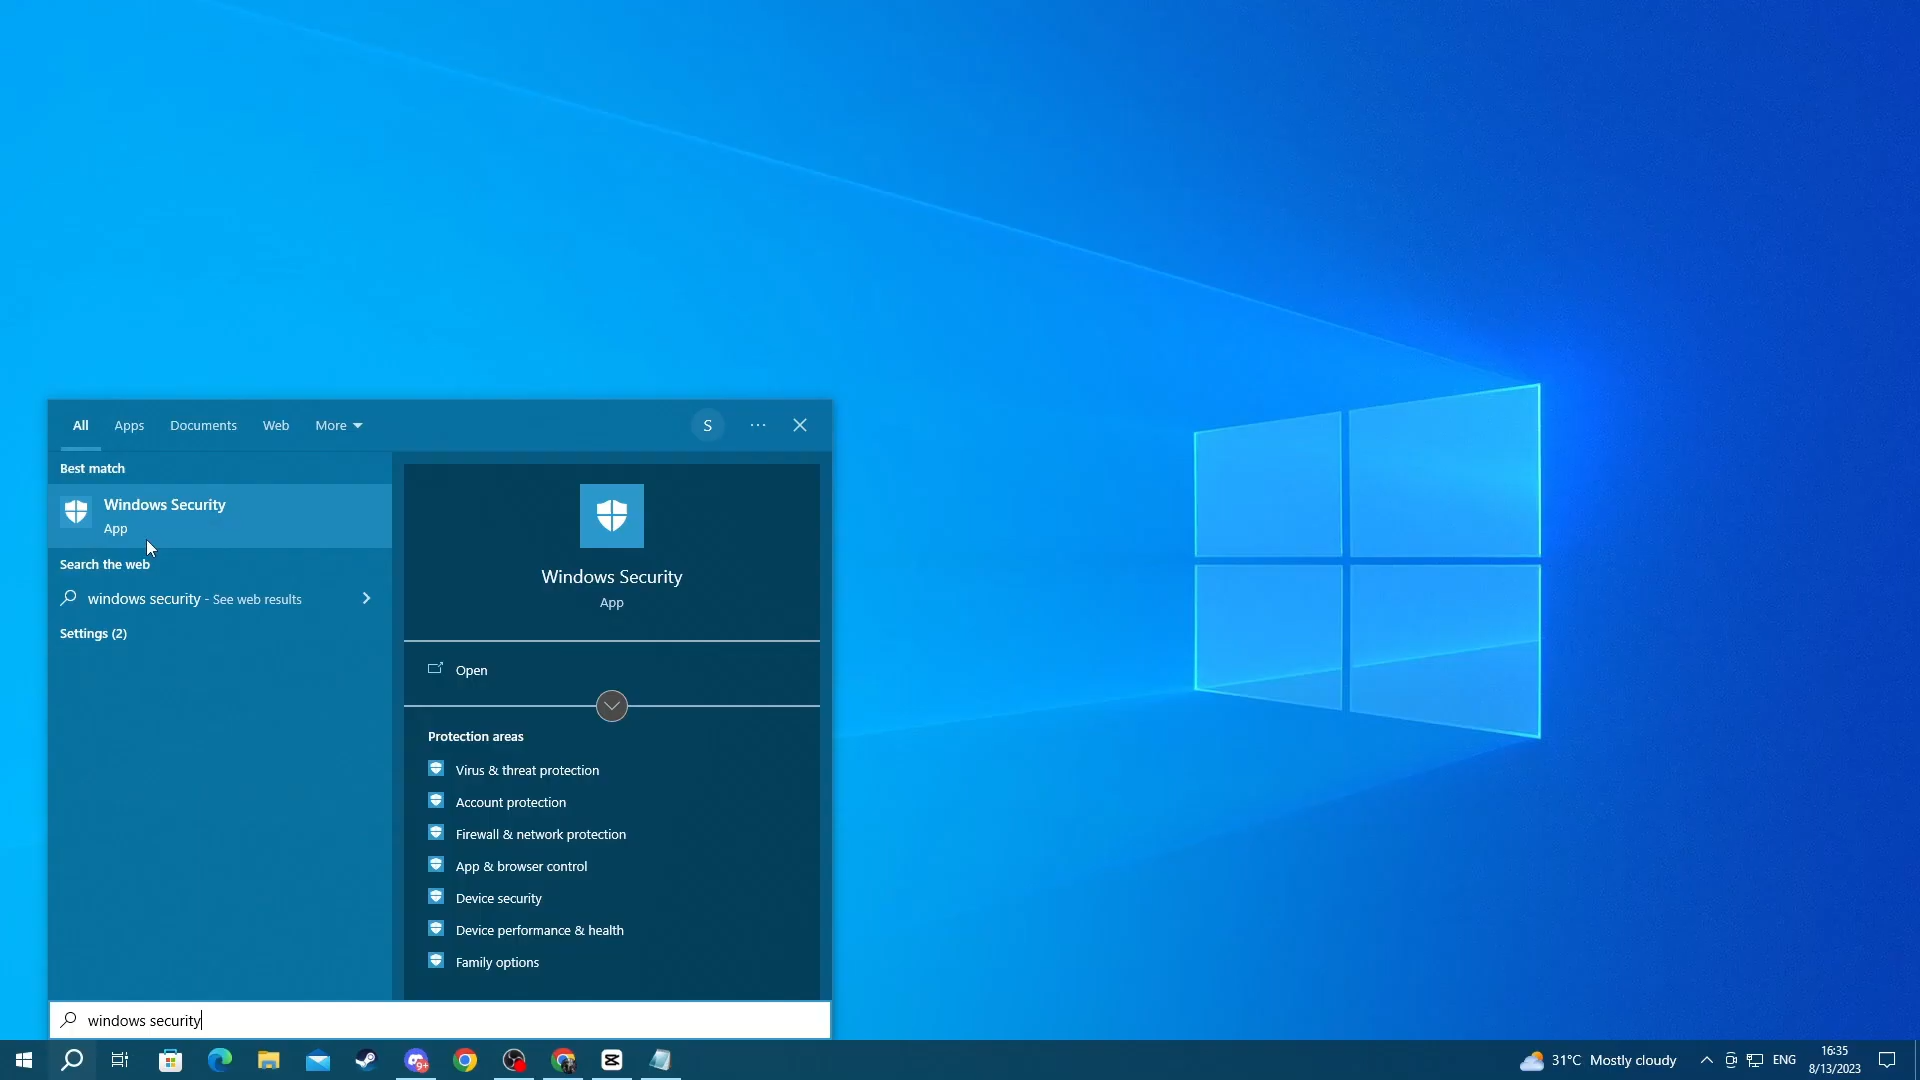 All Apps Documents Web More S
Best match
Windows Security
App
Search the web
windows security - See web results
Settings (2)
Windows Security
App
Open
Protection areas
Virus & threat protection
Account protection
Firewall & network protection
App & browser control
Device security
Device performance & health
Family options
windows security
9+
31°C Mostly cloudy
ENG
16:35
8/13/2023